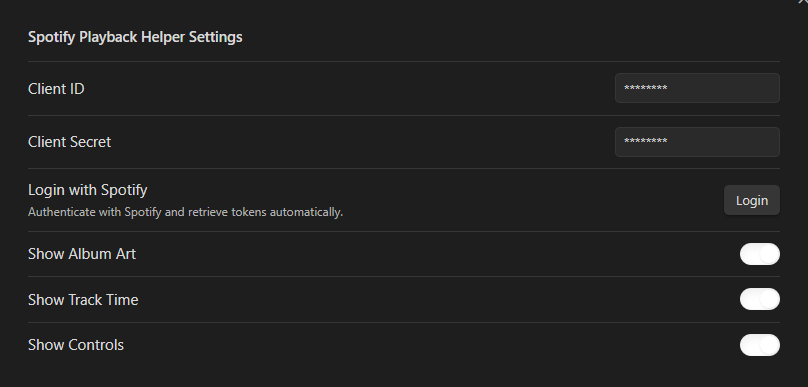 Spotify Playback Helper Settings
Client ID
********
Client Secret
********
Login with Spotify
Authenticate with Spotify and retrieve tokens automatically.
Login
Show Album Art
Show Track Time
Show Controls